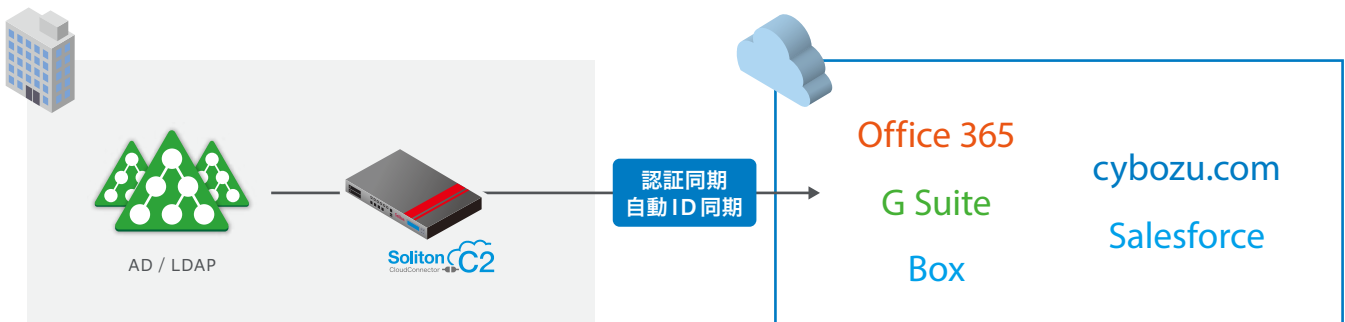 AD / LDAP
Soliton C2
CloudConnector
認証同期
自動ID同期
Office 365
G Suite
Box
cybozu.com
Salesforce